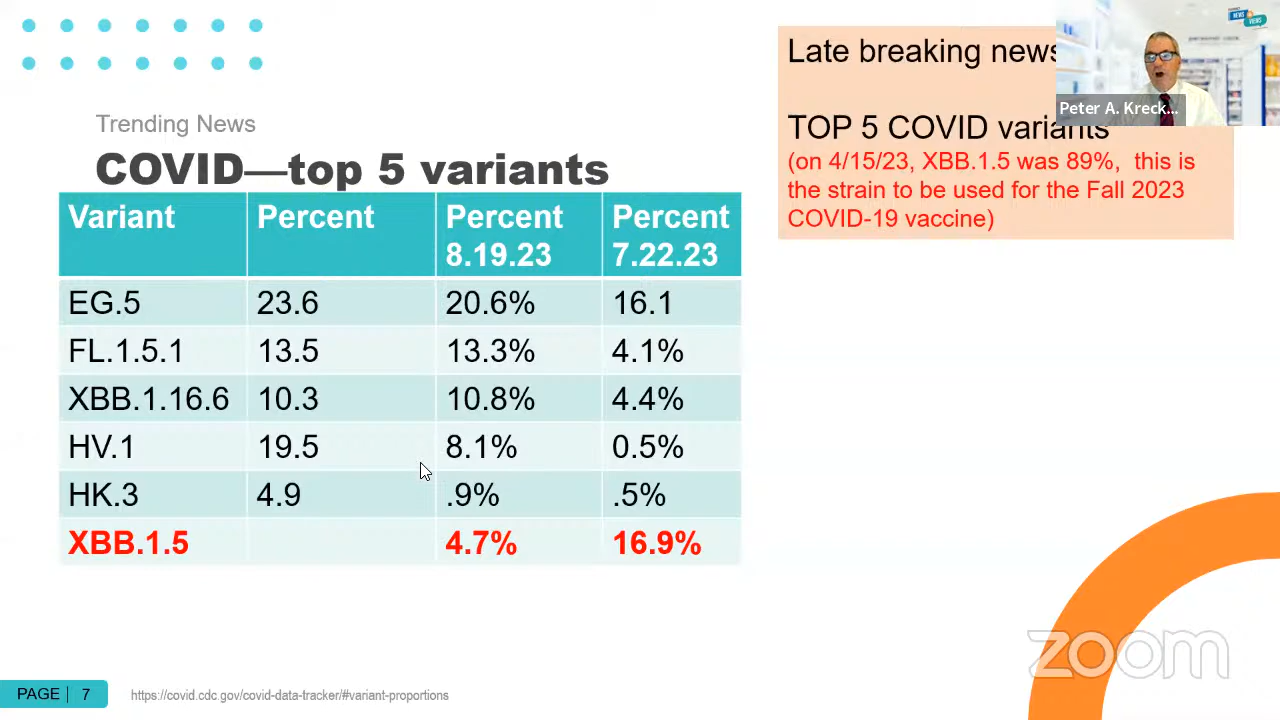 Trending News
COVID—top 5 variants
Variant Percent Percent 8.19.23 Percent 7.22.23
EG.5 23.6 20.6% 16.1
FL.1.5.1 13.5 13.3% 4.1%
XBB.1.16.6 10.3 10.8% 4.4%
HV.1 19.5 8.1% 0.5%
HK.3 4.9 .9% .5%
XBB.1.5 4.7% 16.9%
Late breaking news
TOP 5 COVID variants
(on 4/15/23, XBB.1.5 was 89%, this is
the strain to be used for the Fall 2023
COVID-19 vaccine)
Peter A. Kreck...
NEWS
VIEWS
PAGE 7
https://covid.cdc.gov/covid-data-tracker/#variant-proportions
zoom